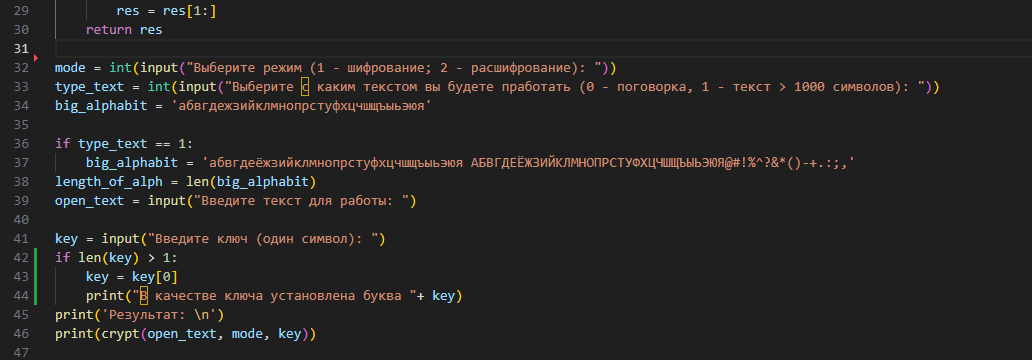 29 res = res[1:]
30 return res
31
32 mode = int(input("Выберите режим (1 - шифрование; 2 - расшифрование): "))
33 type_text = int(input("Выберите с каким текстом вы будете пработать (0 - поговорка, 1 - текст > 1000 символов): "))
34 big_alphabit = 'абвгдежзийклмнопрстуфхцчшщъыьэюя'
35
36 if type_text == 1:
37 big_alphabit = 'абвгдеёжзийклмнопрстуфхцчшщъыьэюя АБВГДЕЁЖЗИЙКЛМНОПРСТУФХЦЧШЩЪЫЬЭЮЯ@#!%^?&*()-+.:;,'
38 length_of_alph = len(big_alphabit)
39 open_text = input("Введите текст для работы: ")
40
41 key = input("Введите ключ (один символ): ")
42 if len(key) > 1:
43 key = key[0]
44 print("В качестве ключа установлена буква "+ key)
45 print('Результат: \n')
46 print(crypt(open_text, mode, key))
47